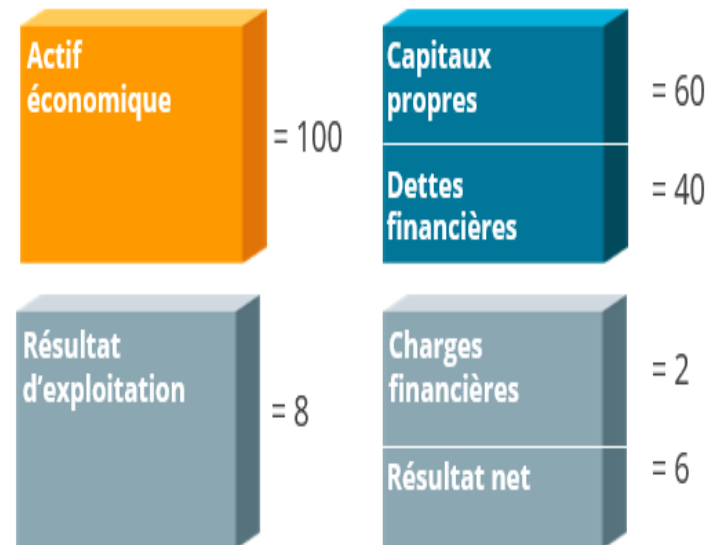 Actif
économique
= 100
Capitaux
propres
= 60
Dettes
financières
= 40
Résultat
d'exploitation
= 8
Charges
financières
= 2
Résultat net
= 6